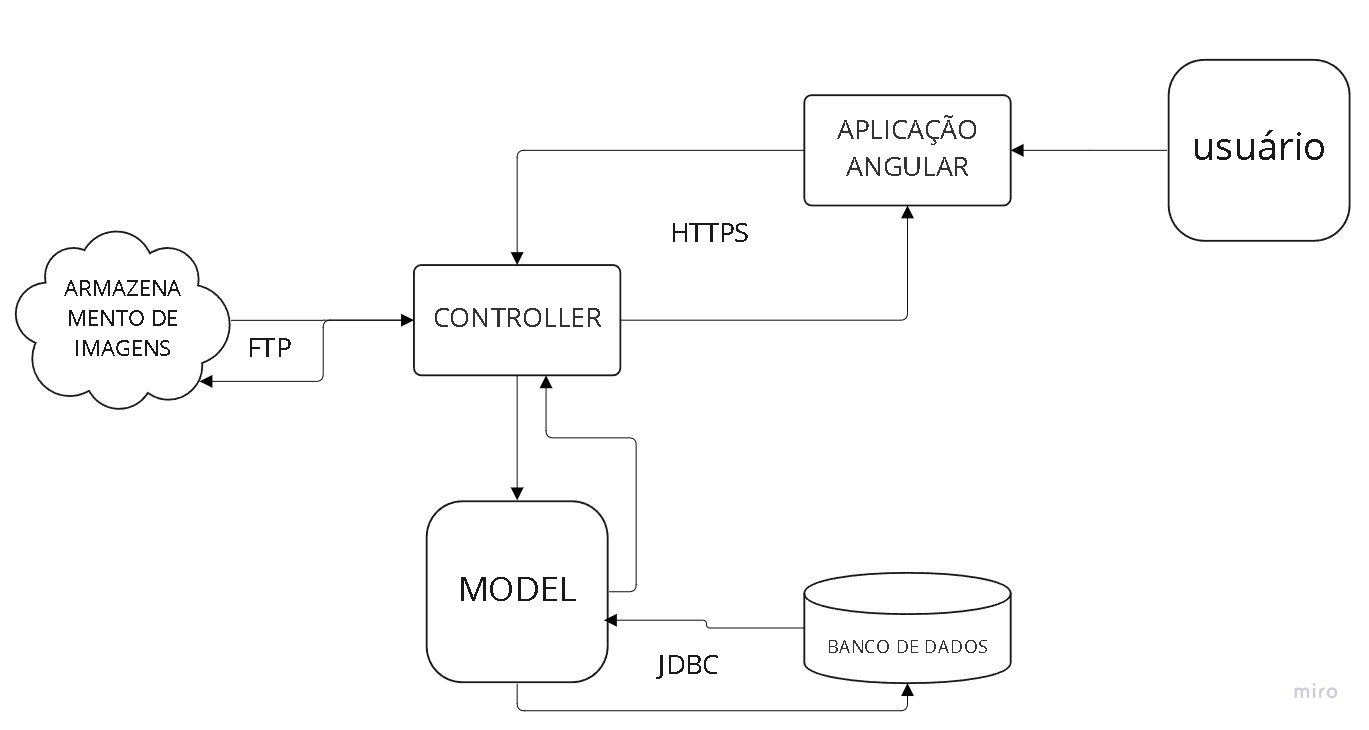 usuário
APLICAÇÃO
ANGULAR
HTTPS
ARMAZENA
MENTO DE
IMAGENS
FTP
CONTROLLER
MODEL
BANCO DE DADOS
JDBC
miro